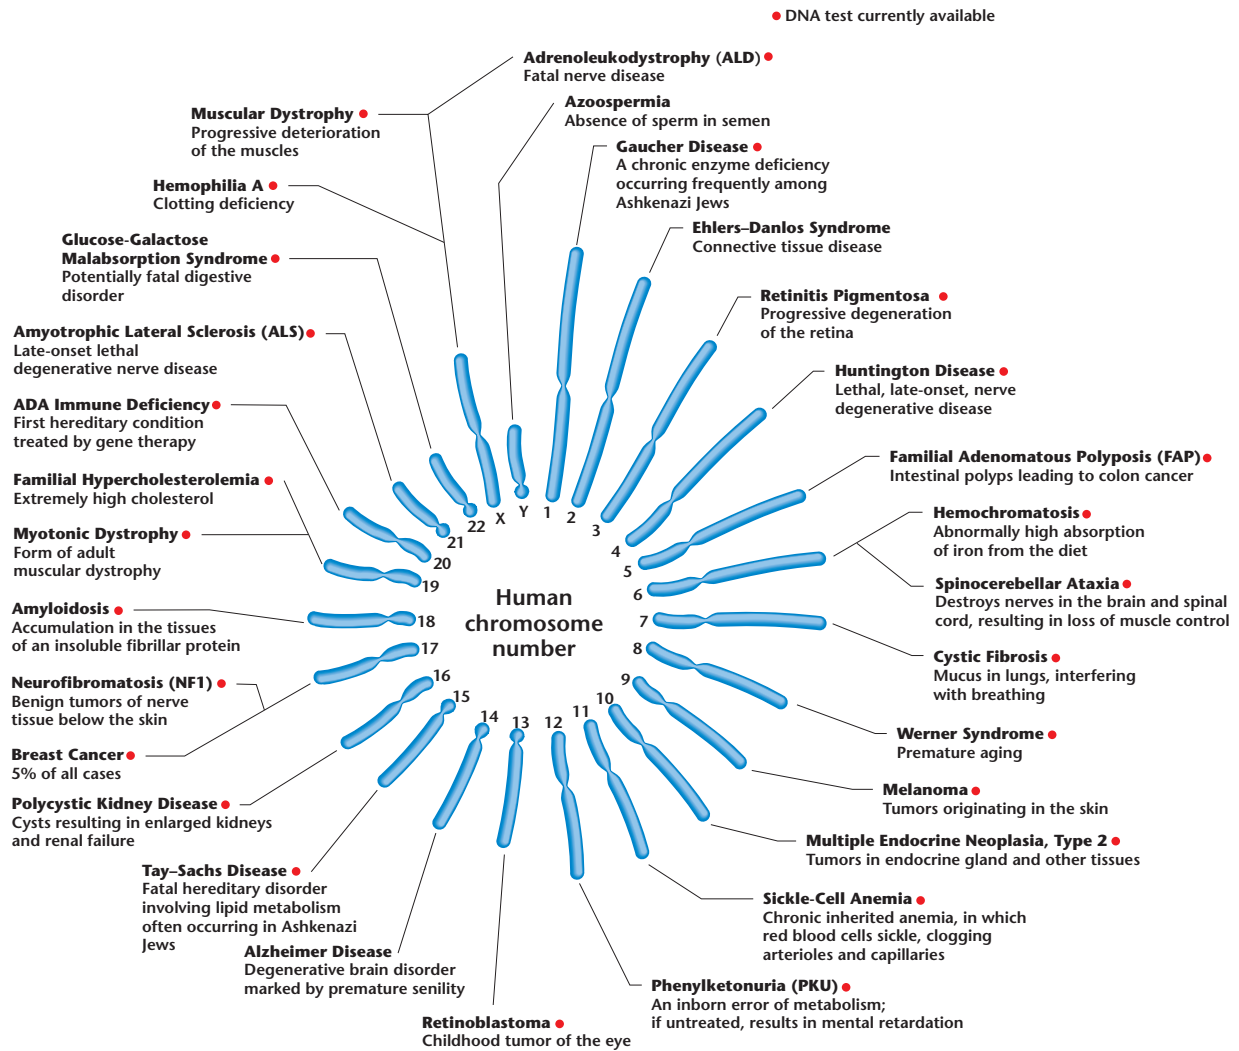 DNA test currently available
Adrenoleukodystrophy (ALD)
Fatal nerve disease
Azoospermia
Absence of sperm in semen
Muscular Dystrophy
Progressive deterioration
of the muscles
Gaucher Disease
A chronic enzyme deficiency
occurring frequently among
Ashkenazi Jews
Hemophilia A
Clotting deficiency
Ehlers–Danlos Syndrome
Connective tissue disease
Glucose-Galactose
Malabsorption Syndrome
Potentially fatal digestive
disorder
Retinitis Pigmentosa
Progressive degeneration
of the retina
Amyotrophic Lateral Sclerosis (ALS)
Late-onset lethal
degenerative nerve disease
Huntington Disease
Lethal, late-onset, nerve
degenerative disease
ADA Immune Deficiency
First hereditary condition
treated by gene therapy
Familial Adenomatous Polyposis (FAP)
Intestinal polyps leading to colon cancer
Familial Hypercholesterolemia
Extremely high cholesterol
Hemochromatosis
Abnormally high absorption
of iron from the diet
Myotonic Dystrophy
Form of adult
muscular dystrophy
Spinocerebellar Ataxia
Destroys nerves in the brain and spinal
cord, resulting in loss of muscle control
Amyloidosis
Accumulation in the tissues
of an insoluble fibrillar protein
Cystic Fibrosis
Mucus in lungs, interfering
with breathing
Neurofibromatosis (NF1)
Benign tumors of nerve
tissue below the skin
Werner Syndrome
Premature aging
Breast Cancer
5% of all cases
Melanoma
Tumors originating in the skin
Polycystic Kidney Disease
Cysts resulting in enlarged kidneys
and renal failure
Multiple Endocrine Neoplasia, Type 2
Tumors in endocrine gland and other tissues
Tay–Sachs Disease
Fatal hereditary disorder
involving lipid metabolism
often occurring in Ashkenazi
Jews
Sickle-Cell Anemia
Chronic inherited anemia, in which
red blood cells sickle, clogging
arterioles and capillaries
Alzheimer Disease
Degenerative brain disorder
marked by premature senility
Phenylketonuria (PKU)
An inborn error of metabolism;
if untreated, results in mental retardation
Retinoblastoma
Childhood tumor of the eye
Human
chromosome
number
1
2
3
4
5
6
7
8
9
10
11
12
13
14
15
16
17
18
19
20
21
22
X
Y